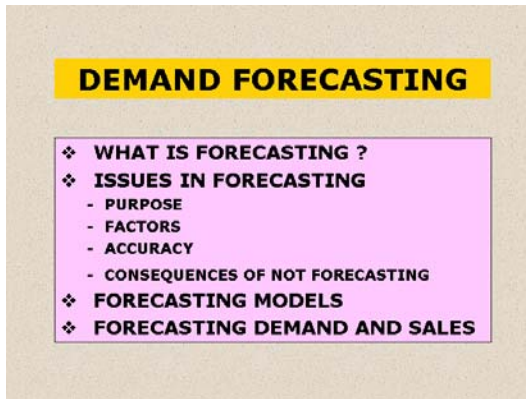 DEMAND FORECASTING
❖ WHAT IS FORECASTING ?
❖ ISSUES IN FORECASTING
- PURPOSE
- FACTORS
- ACCURACY
- CONSEQUENCES OF NOT FORECASTING
❖ FORECASTING MODELS
❖ FORECASTING DEMAND AND SALES